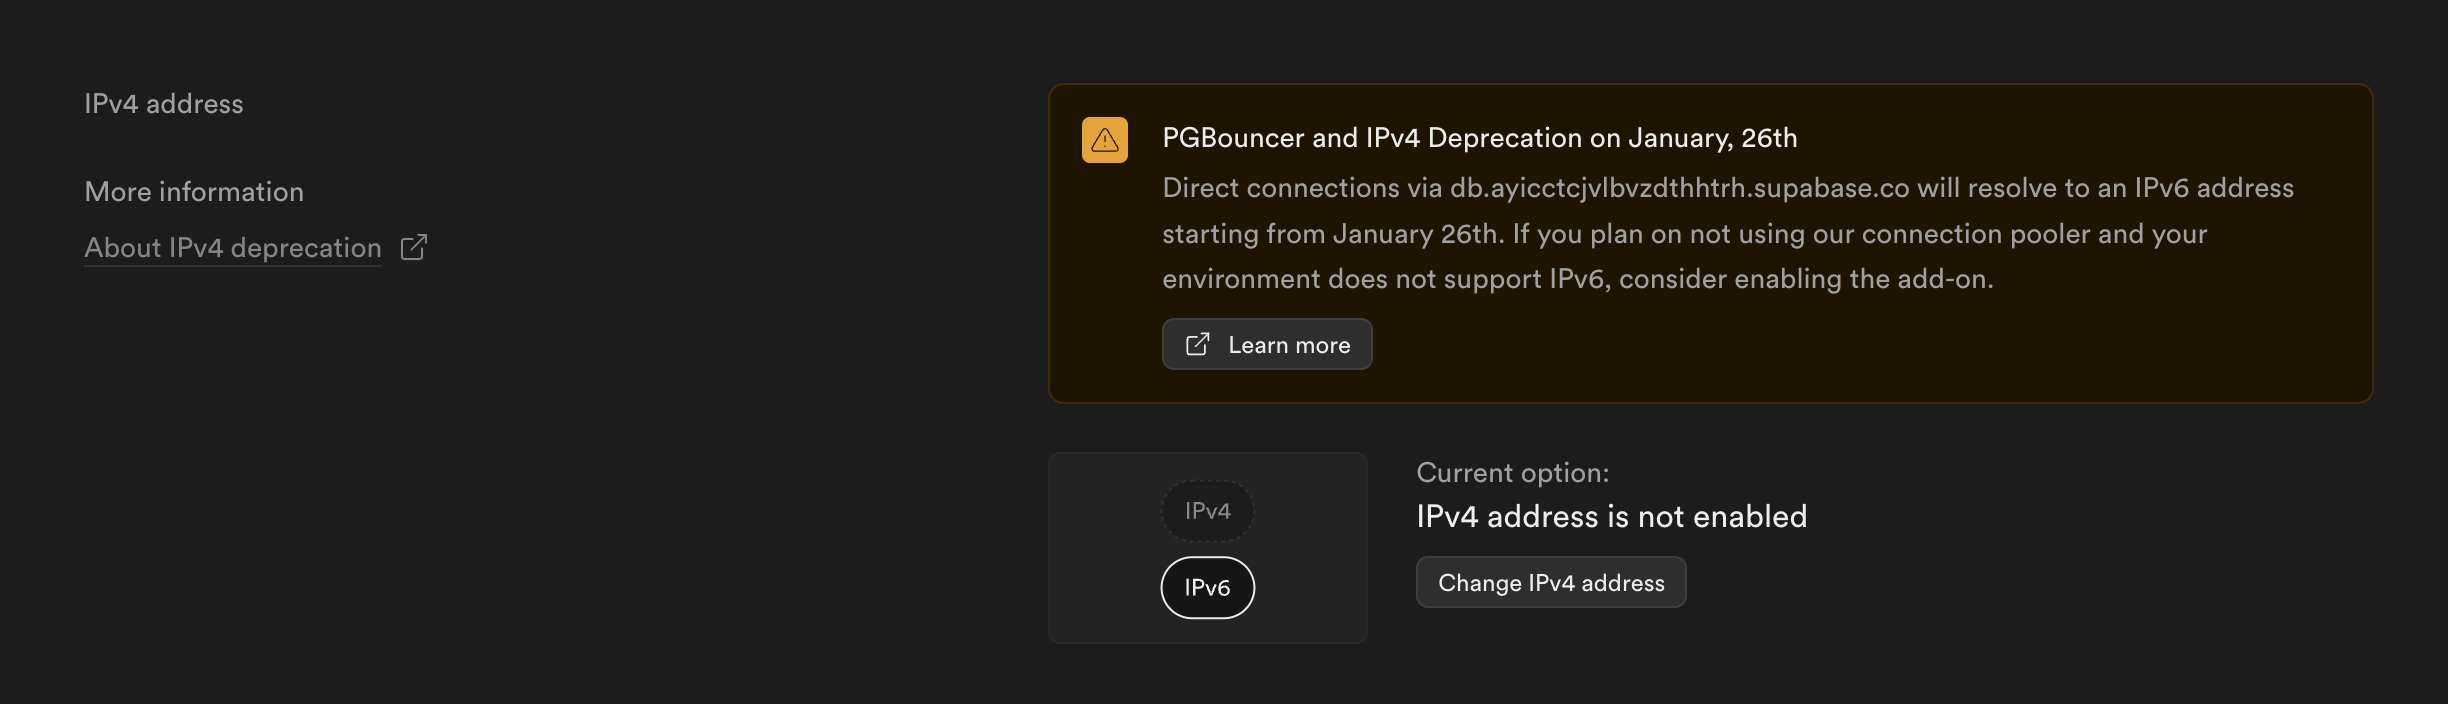 IPv4 address
More information
About IPv4 deprecation
PGBouncer and IPv4 Deprecation on January, 26th
Direct connections via db.ayicctcjvlbvzdthhtrh.supabase.co will resolve to an IPv6 address
starting from January 26th. If you plan on not using our connection pooler and your
environment does not support IPv6, consider enabling the add-on.
Learn more
IPv4
IPv6
Current option:
IPv4 address is not enabled
Change IPv4 address